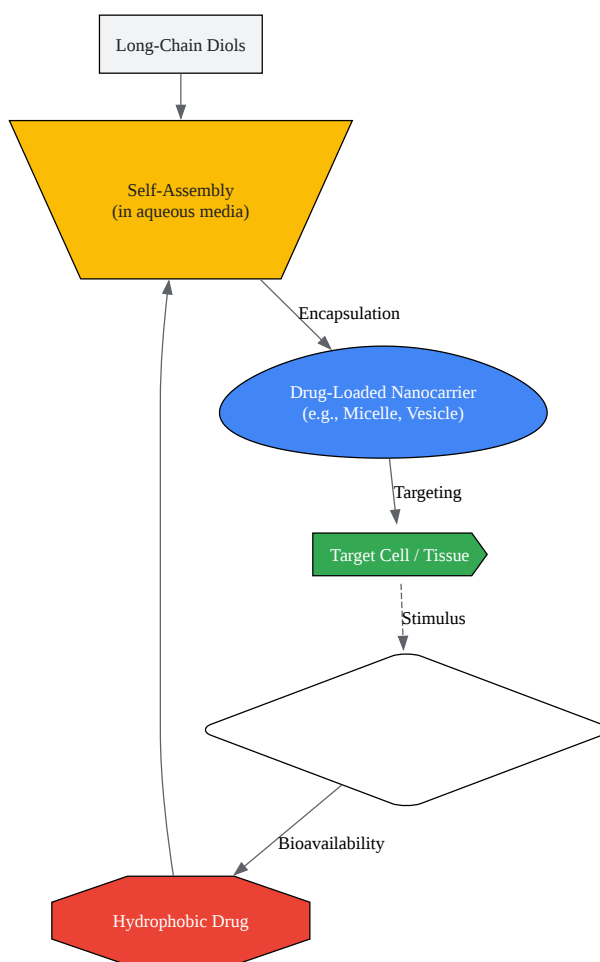 Long-Chain Diols
Self-Assembly
(in aqueous media)
Encapsulation
Drug-Loaded Nanocarrier
(e.g., Micelle, Vesicle)
Targeting
Target Cell / Tissue
Stimulus
Bioavailability
Hydrophobic Drug